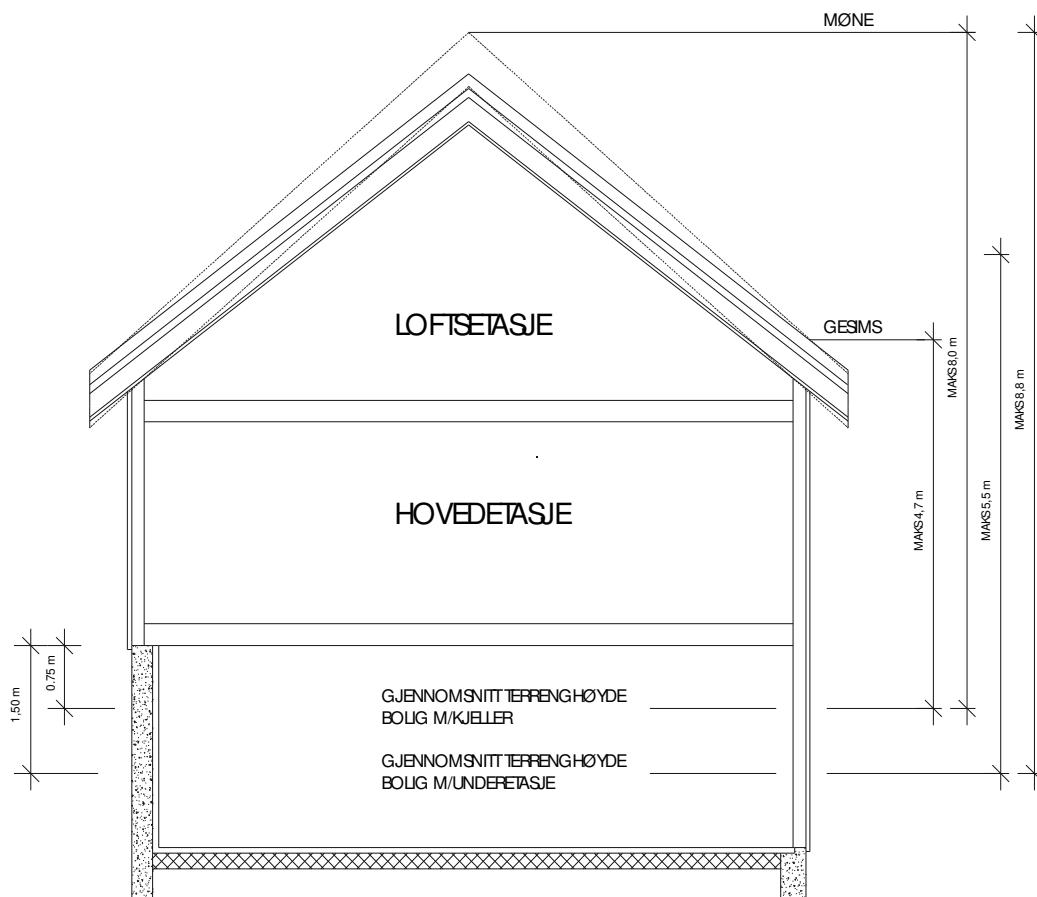 MØNE
LOFTSETASJE
GESIMS
MAKS 8,0 m
MAKS 8,8 m
MAKS 4,7 m
MAKS 5,5 m
HOVEDETASJE
0.75 m
1,50 m
GJENNOMSNITT TERRENGHØYDE
BOLIG M/KJELLER
GJENNOMSNITT TERRENGHØYDE
BOLIG M/UNDERETASJE